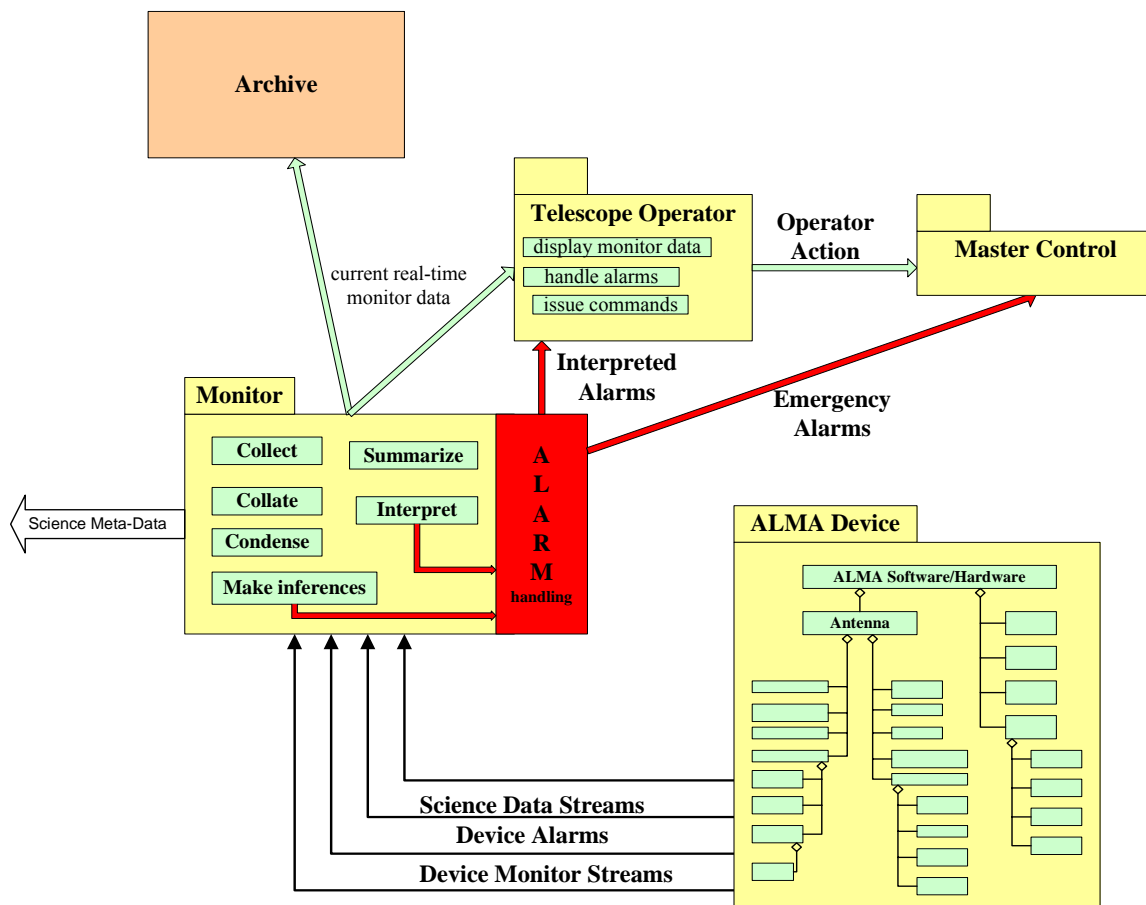 Archive
Telescope Operator
display monitor data
handle alarms
issue commands
Operator
Action
Master Control
current real-time
monitor data
Interpreted
Alarms
Emergency
Alarms
Monitor
Collect
Summarize
Collate
Interpret
Condense
Make inferences
A
L
A
R
M
handling
Science Meta-Data
ALMA Device
ALMA Software/Hardware
Antenna
Science Data Streams
Device Alarms
Device Monitor Streams